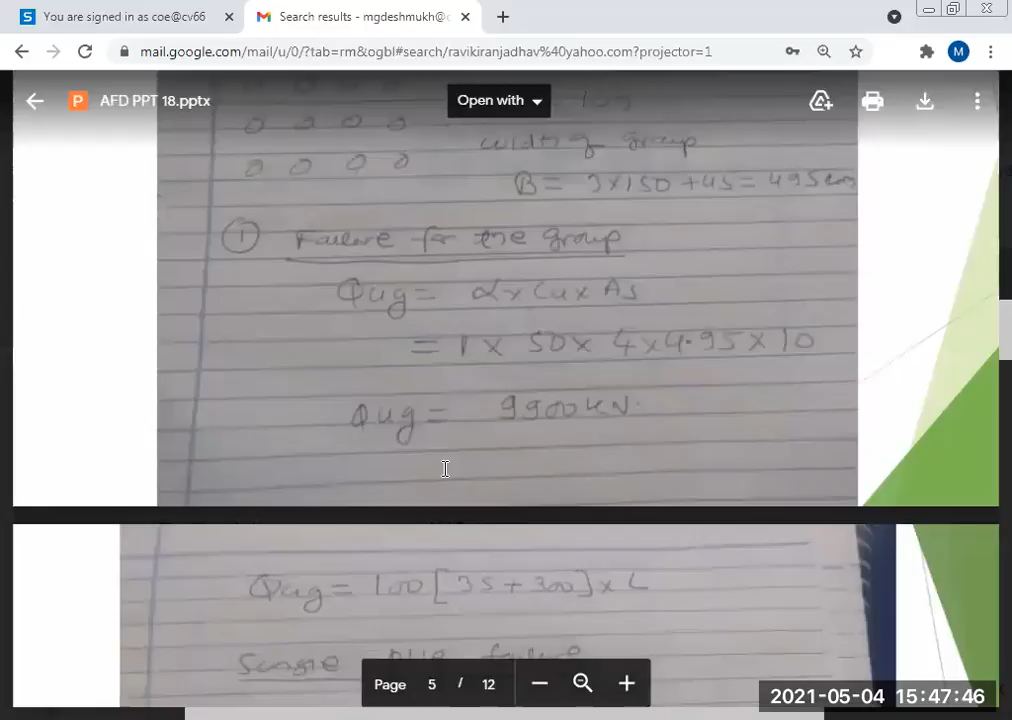 You are signed in as coe@cv66
Search results - mgdeshmukh@c
mail.google.com/mail/u/0/?tab=rm&ogbl#search/ravikiranjadhav%40yahoo.com?projector=1
M
P AFD PPT 18.pptx
Open with
width of group
B = 3×150 + 45 = 495 cm
① Failure for the group
Qug = α × Cu × As
= 1 × 50 × 4 × 4.95 × 10
Qug = 9900 kN.
Qug = 100 [35 + 300] × L
pile failure
Page 5 / 12
2021-05-04 15:47:46